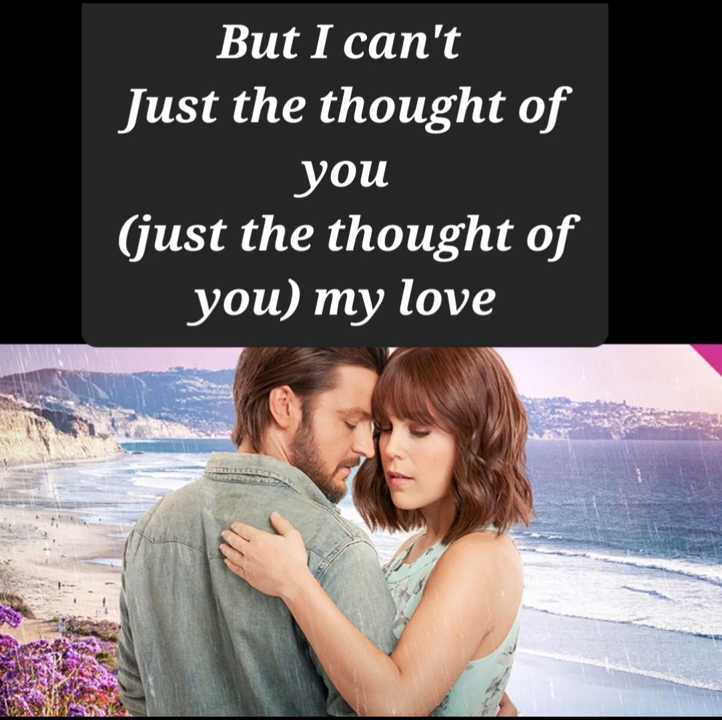 But I can't
Just the thought of
you
(just the thought of
you) my love